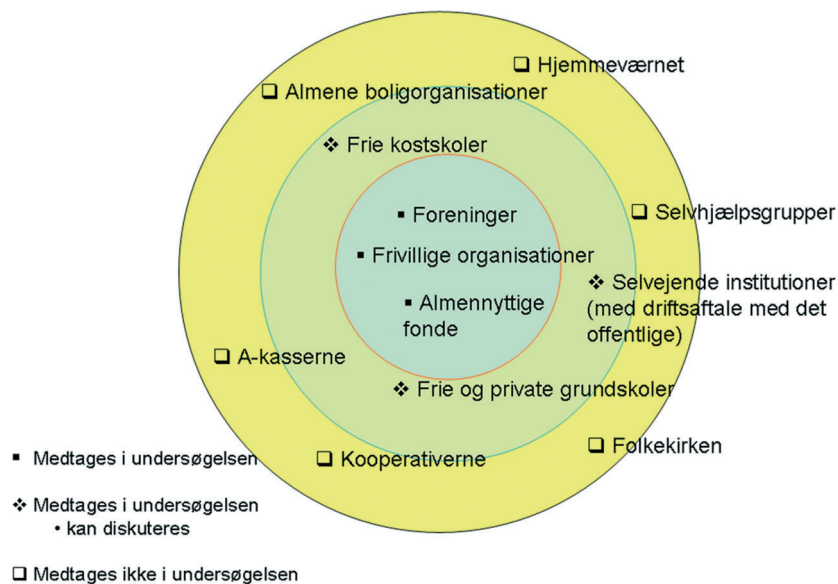 ❑ Hjemmeværnet
❑ Almene boligorganisationer
❖ Frie kostskoler
▪ Foreninger
❑ Selvhjælpsgrupper
▪ Frivillige organisationer
❖ Selvejende institutioner
(med driftsaftale med det
offentlige)
▪ Almennyttige
fonde
❑ A-kasserne
❖ Frie og private grundskoler
❑ Folkekirken
❑ Kooperativerne
▪ Medtages i undersøgelsen
❖ Medtages i undersøgelsen
• kan diskuteres
❑ Medtages ikke i undersøgelsen